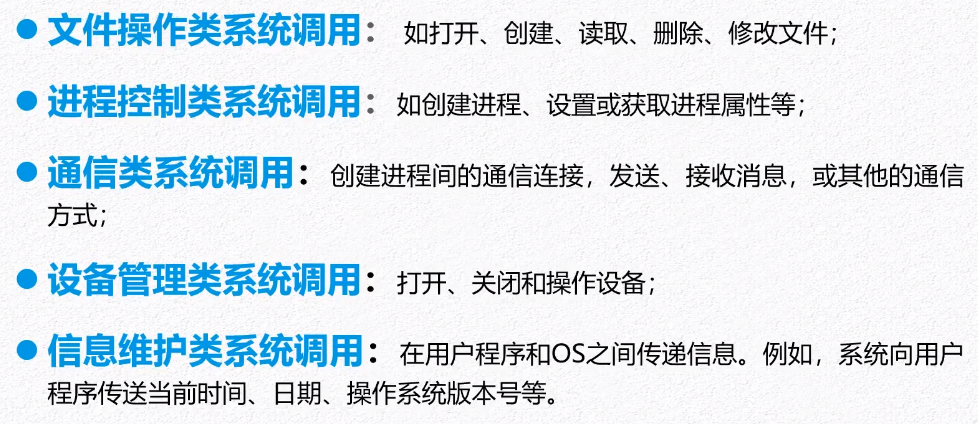 ● 文件操作类系统调用： 如打开、创建、读取、删除、修改文件；
● 进程控制类系统调用：如创建进程、设置或获取进程属性等；
● 通信类系统调用：创建进程间的通信连接，发送、接收消息，或其他的通信
方式；
● 设备管理类系统调用：打开、关闭和操作设备；
● 信息维护类系统调用：在用户程序和OS之间传递信息。例如，系统向用户
程序传送当前时间、日期、操作系统版本号等。